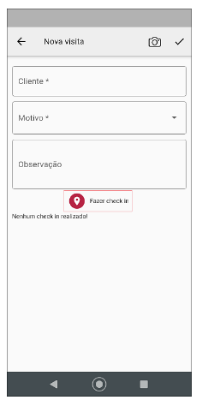 Nova visita
Cliente *
Motivo *
Observação
Fazer check in
Nenhum check in realizado!